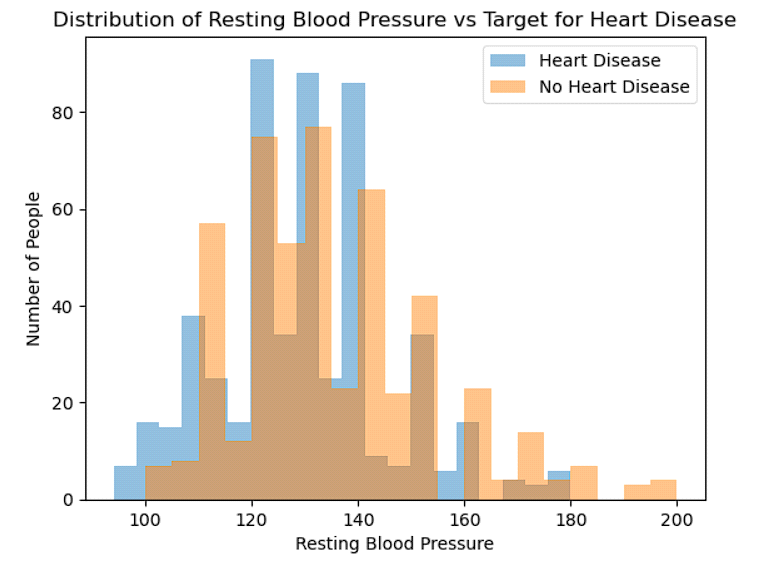 Distribution of Resting Blood Pressure vs Target for Heart Disease
Heart Disease
No Heart Disease
80
60
40
20
0
Number of People
100 120 140 160 180 200
Resting Blood Pressure